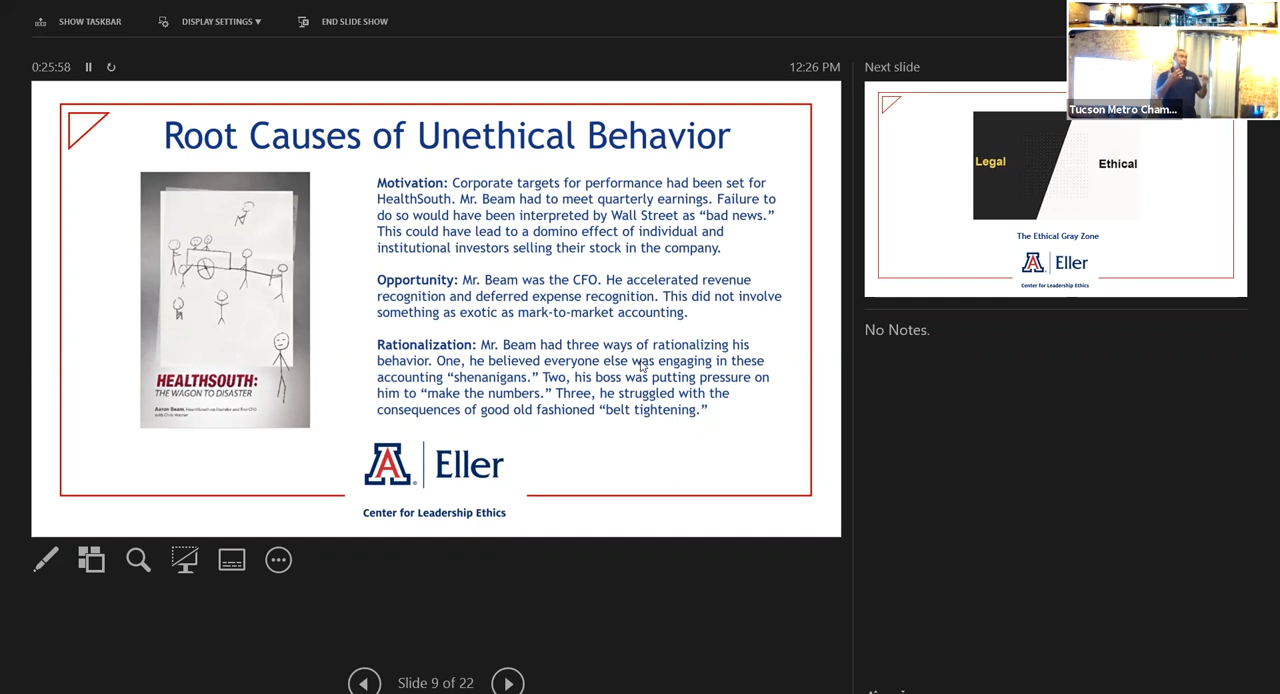 SHOW TASKBAR
DISPLAY SETTINGS ▼
END SLIDE SHOW
0:25:58
12:26 PM
Root Causes of Unethical Behavior
Motivation: Corporate targets for performance had been set for
HealthSouth. Mr. Beam had to meet quarterly earnings. Failure to
do so would have been interpreted by Wall Street as “bad news.”
This could have lead to a domino effect of individual and
institutional investors selling their stock in the company.
Opportunity: Mr. Beam was the CFO. He accelerated revenue
recognition and deferred expense recognition. This did not involve
something as exotic as mark-to-market accounting.
Rationalization: Mr. Beam had three ways of rationalizing his
behavior. One, he believed everyone else was engaging in these
accounting “shenanigans.” Two, his boss was putting pressure on
him to “make the numbers.” Three, he struggled with the
consequences of good old fashioned “belt tightening.”
HEALTHSOUTH:
THE WAGON TO DISASTER
Aaron Beam,
A Eller
Center for Leadership Ethics
Next slide
Tucson Metro Cham...
Legal
Ethical
The Ethical Gray Zone
A Eller
Center for Leadership Ethics
No Notes.
Slide 9 of 22